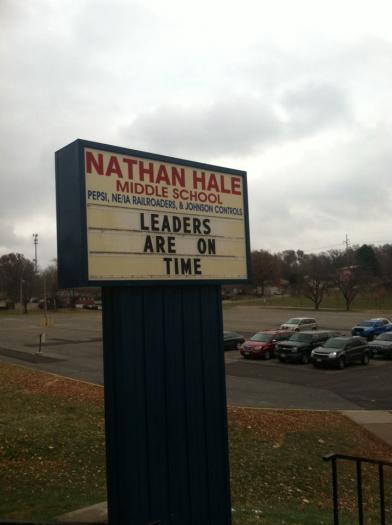 NATHAN HALE
MIDDLE SCHOOL
PEPSI, NE/IA RAILROADERS, & JOHNSON CONTROLS
LEADERS
ARE ON
TIME